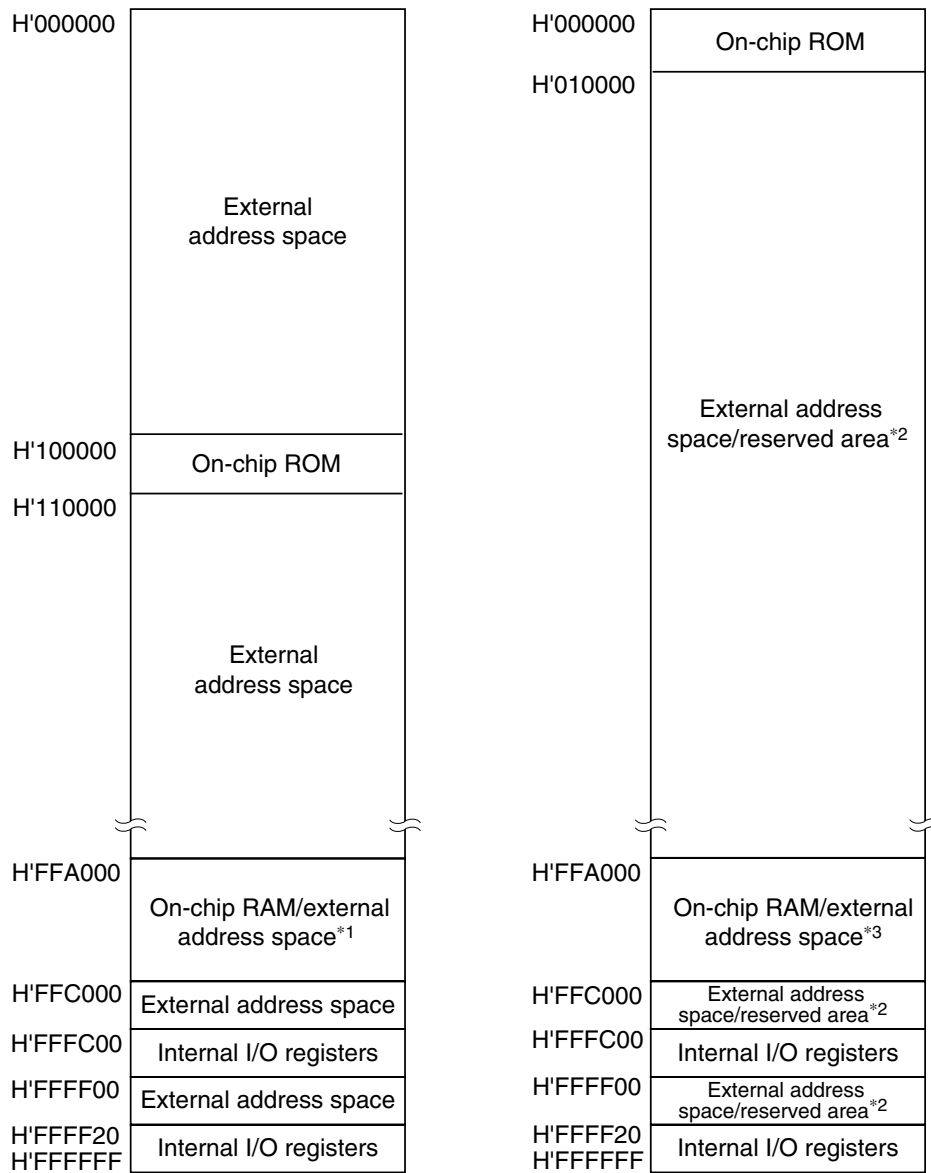 H'000000
External
address space
H'100000
On-chip ROM
H'110000
External
address space
H'FFA000
On-chip RAM/external
address space*1
H'FFC000
External address space
H'FFFC00
Internal I/O registers
H'FFFF00
External address space
H'FFFF20
Internal I/O registers
H'FFFFFF
H'000000
On-chip ROM
H'010000
External address
space/reserved area*2
H'FFA000
On-chip RAM/external
address space*3
H'FFC000
External address
space/reserved area*2
H'FFFC00
Internal I/O registers
H'FFFF00
External address
space/reserved area*2
H'FFFF20
Internal I/O registers
H'FFFFFF